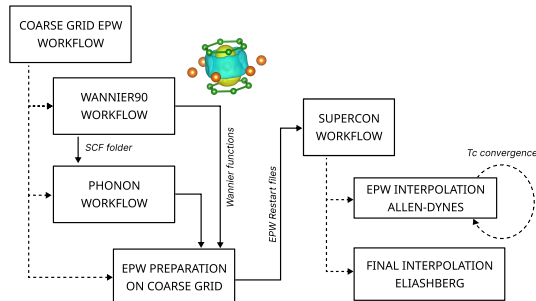 COARSE GRID EPW
WORKFLOW
WANNIER90
WORKFLOW
SCF folder
PHONON
WORKFLOW
Wannier functions
EPW PREPARATION
ON COARSE GRID
EPW Restart files
SUPERCON
WORKFLOW
Tc convergence
EPW INTERPOLATION
ALLEN-DYNES
FINAL INTERPOLATION
ELIASHBERG